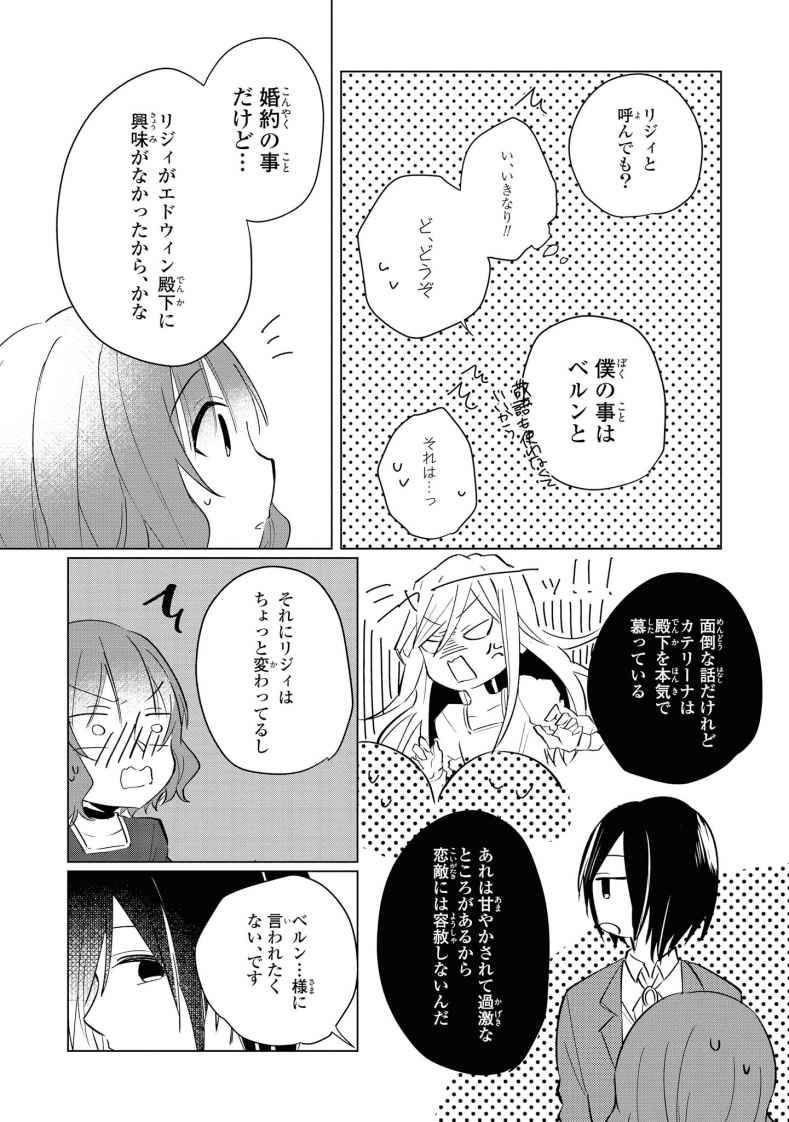 リジィと
呼んでも？
い、いきなり!!
ど、どうぞ
僕の事は
ベルンと
敬語も使わなくて
いいから
それは…っ
婚約の事
だけど…
リジィがエドウィン殿下に
興味がなかったから、かな
面倒な話だけれど
カテリーナは
殿下を本気で
慕っている
あれは甘やかされて過激な
ところがあるから
恋敵には容赦しないんだ
それにリジィは
ちょっと変わってるし
ベルン…様に
言われたく
ない、です